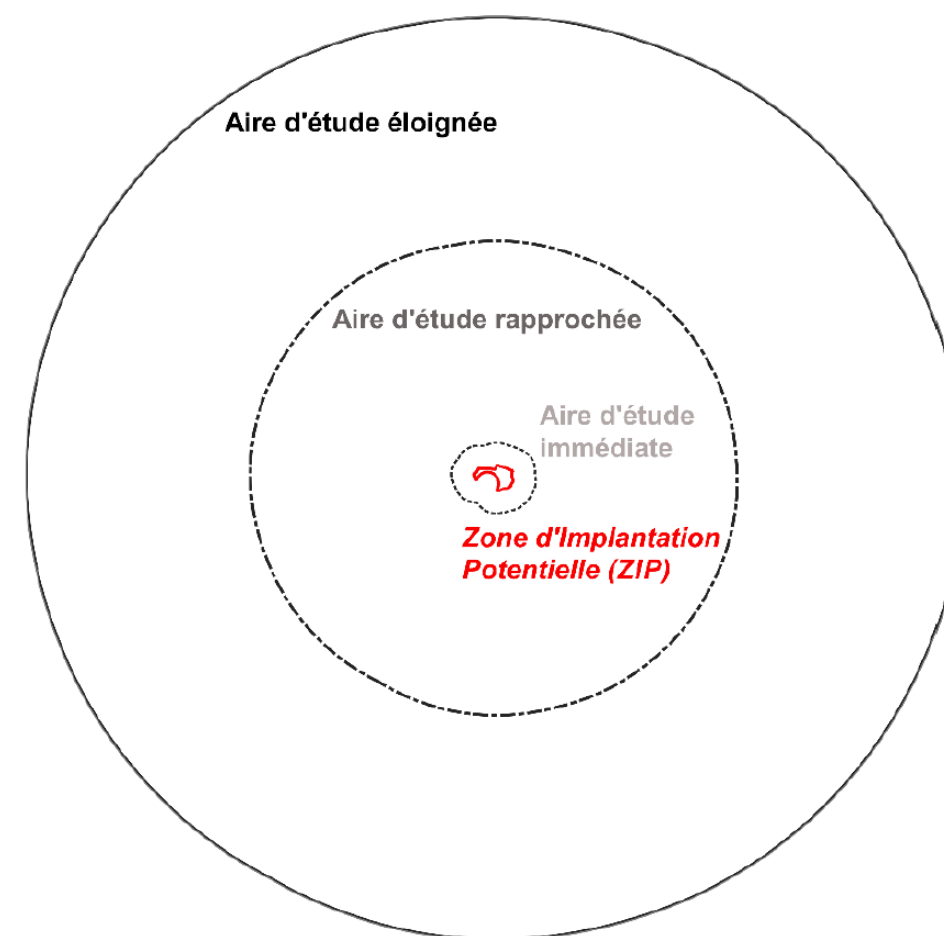 Aire d'étude éloignée
Aire d'étude rapprochée
Aire d'étude
immédiate
Zone d'Implantation
Potentielle (ZIP)